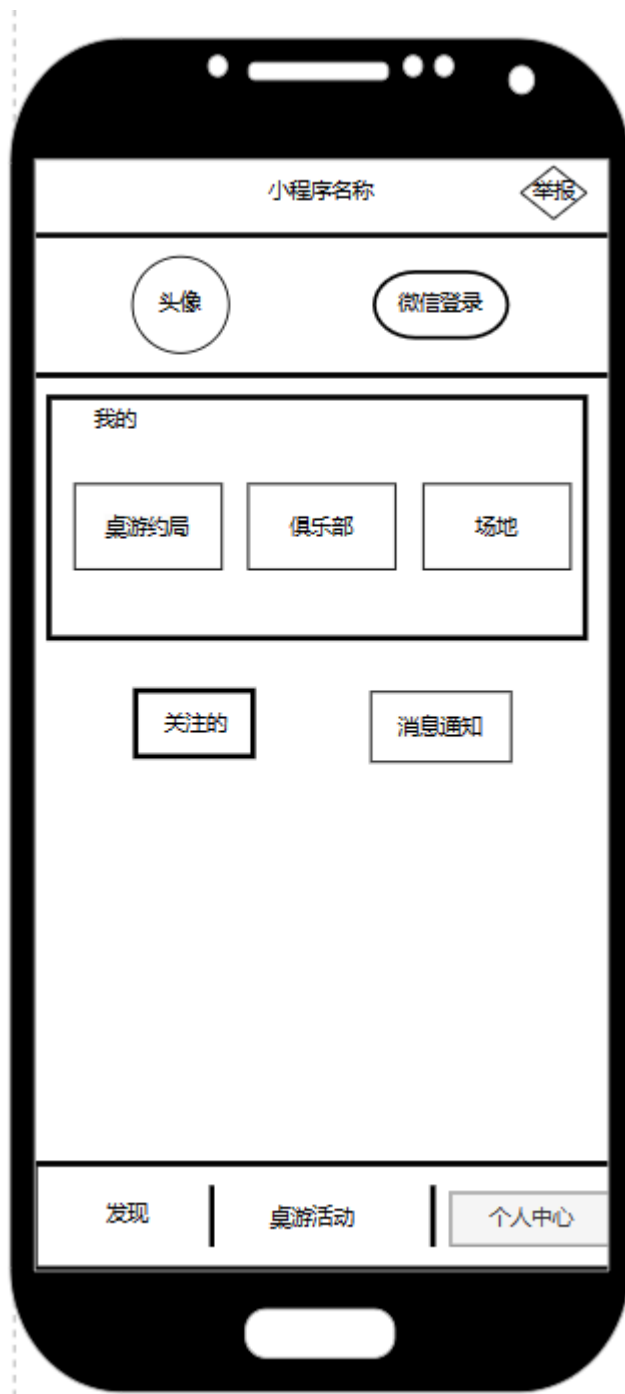 小程序名称
举报
头像
微信登录
我的
桌游约局
俱乐部
场地
关注的
消息通知
发现
桌游活动
个人中心